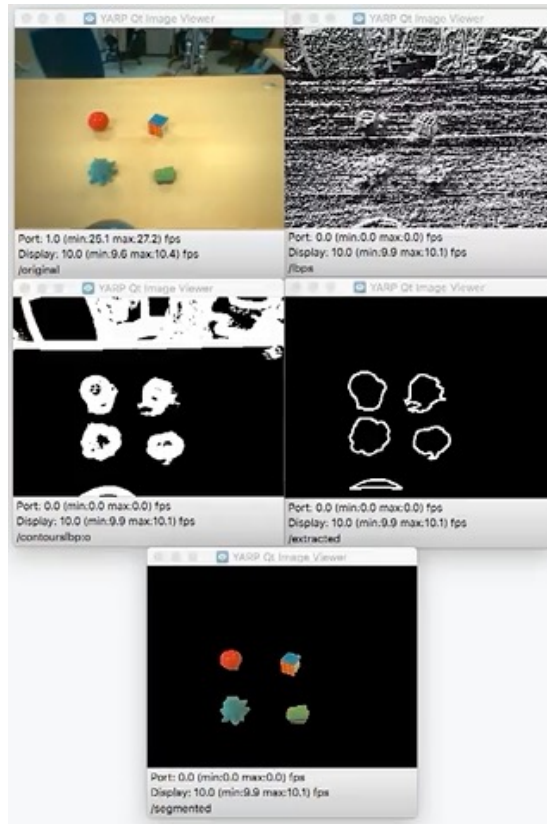 YARP Qt Image Viewer
Port: 1.0 (min:25.1 max:27.2) fps
Display: 10.0 (min:9.6 max:10.4) fps
/original
YARP Qt Image Viewer
Port: 0.0 (min:0.0 max:0.0) fps
Display: 10.0 (min:9.9 max:10.1) fps
/lbps
YARP Qt Image Viewer
Port: 0.0 (min:0.0 max:0.0) fps
Display: 10.0 (min:9.9 max:10.1) fps
/contourslbp:o
YARP Qt Image Viewer
Port: 0.0 (min:0.0 max:0.0) fps
Display: 10.0 (min:9.9 max:10.1) fps
/extracted
YARP Qt Image Viewer
Port: 0.0 (min:0.0 max:0.0) fps
Display: 10.0 (min:9.9 max:10.1) fps
/segmented